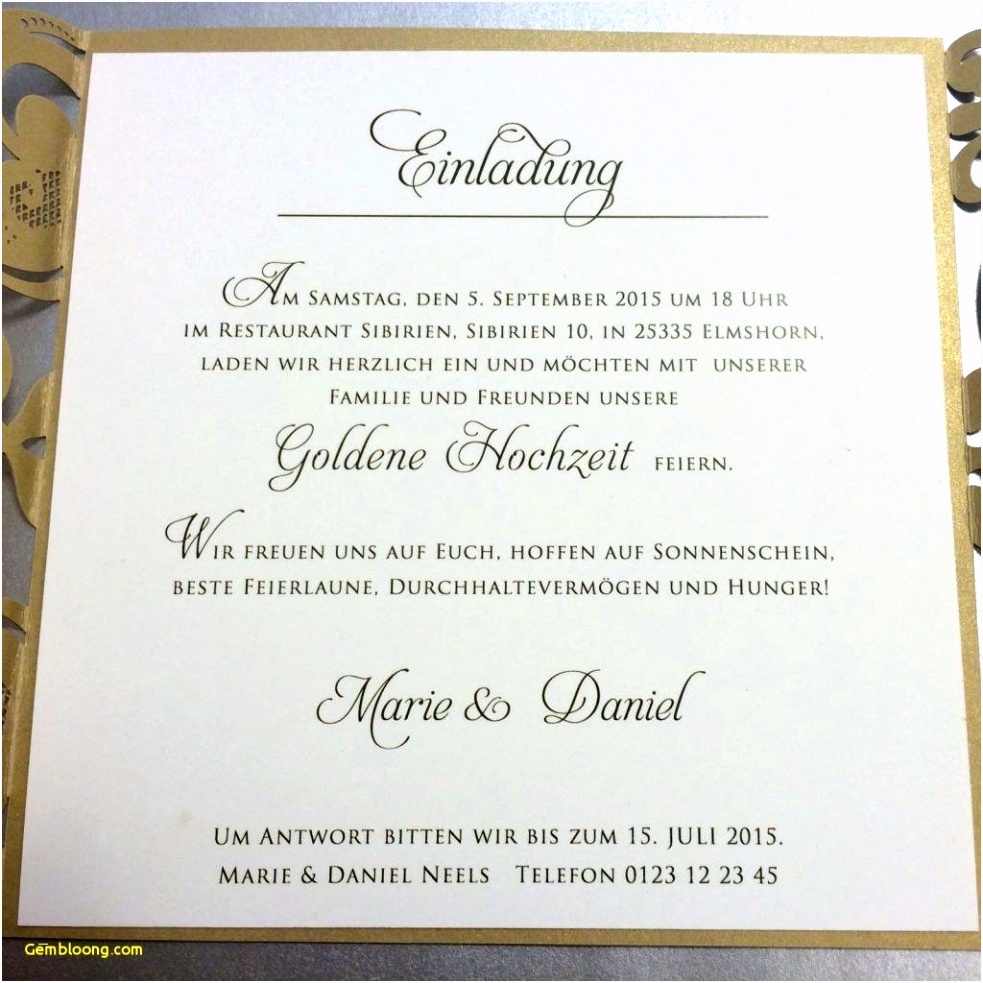 Einladung
Am Samstag, den 5. September 2015 um 18 Uhr
im Restaurant Sibirien, Sibirien 10, in 25335 Elmshorn,
laden wir herzlich ein und möchten mit unserer
Familie und Freunden unsere
Goldene Hochzeit feiern.
Wir freuen uns auf Euch, hoffen auf Sonnenschein,
beste Feierlaune, Durchhaltevermögen und Hunger!
Marie & Daniel
Um Antwort bitten wir bis zum 15. JULI 2015.
Marie & Daniel Neels Telefon 0123 12 23 45
Gembloong.com